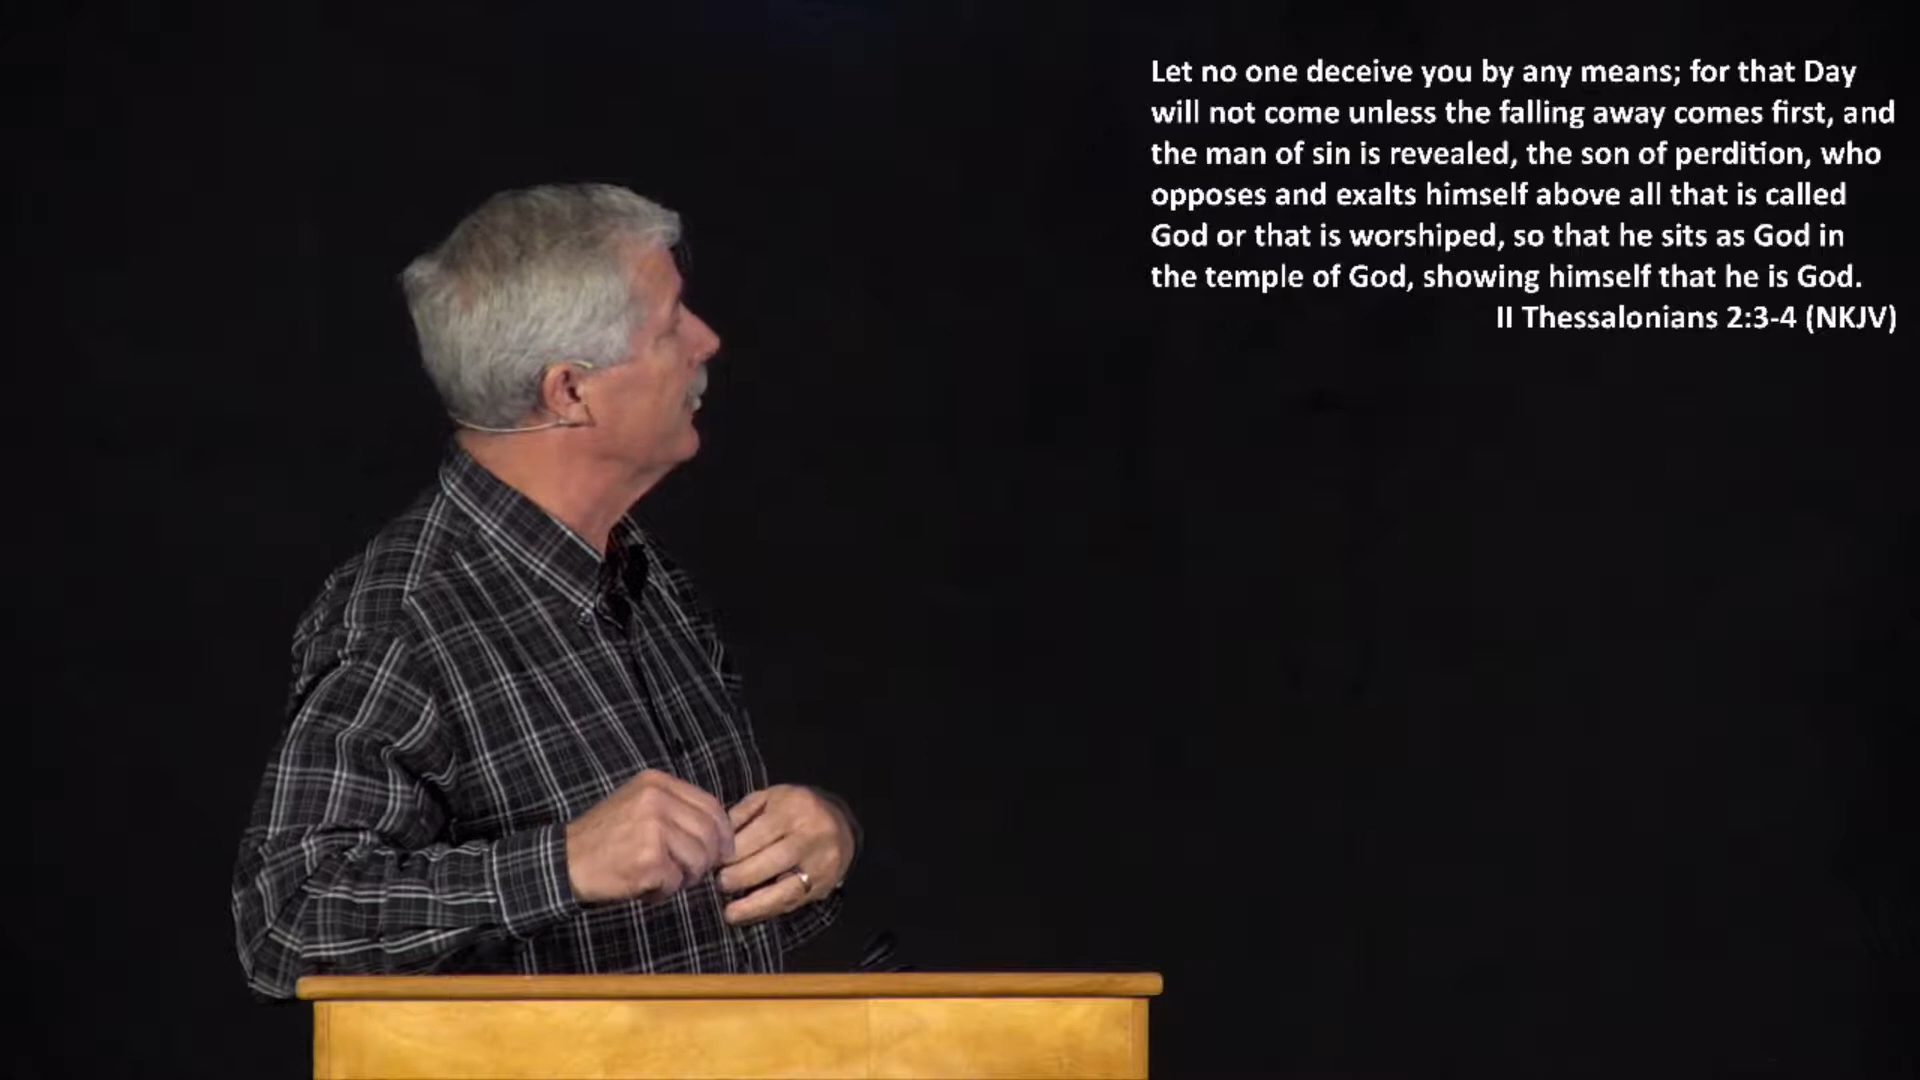 Let no one deceive you by any means; for that Day
will not come unless the falling away comes first, and
the man of sin is revealed, the son of perdition, who
opposes and exalts himself above all that is called
God or that is worshiped, so that he sits as God in
the temple of God, showing himself that he is God.
II Thessalonians 2:3-4 (NKJV)